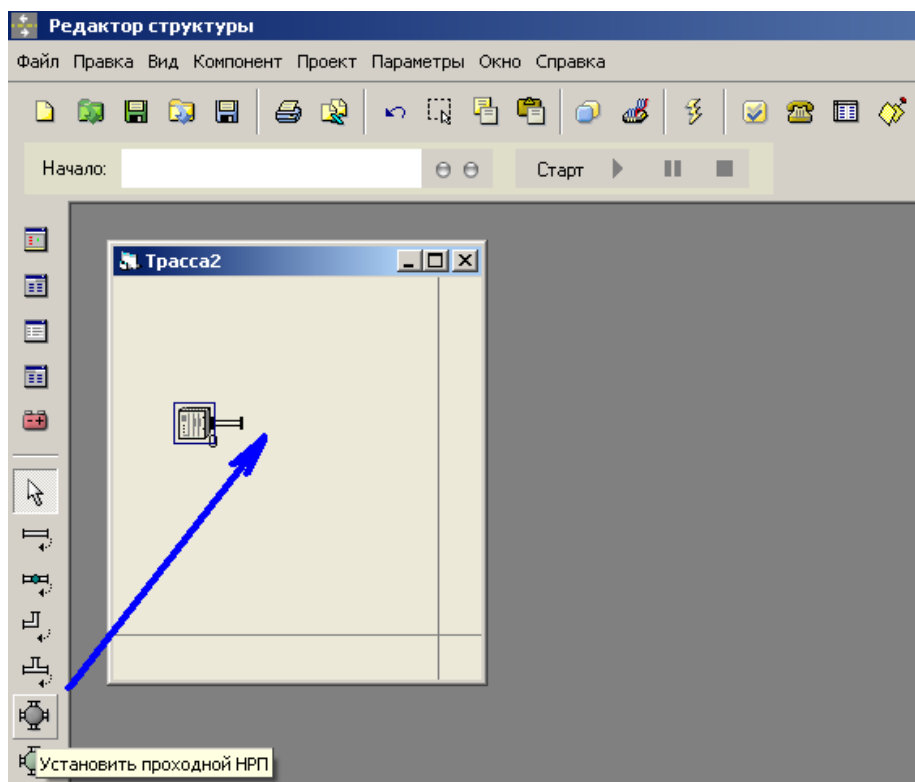 Редактор структуры
Файл Правка Вид Компонент Проект Параметры Окно Справка
Начало:
Старт
Трасса2
Установить проходной НРП